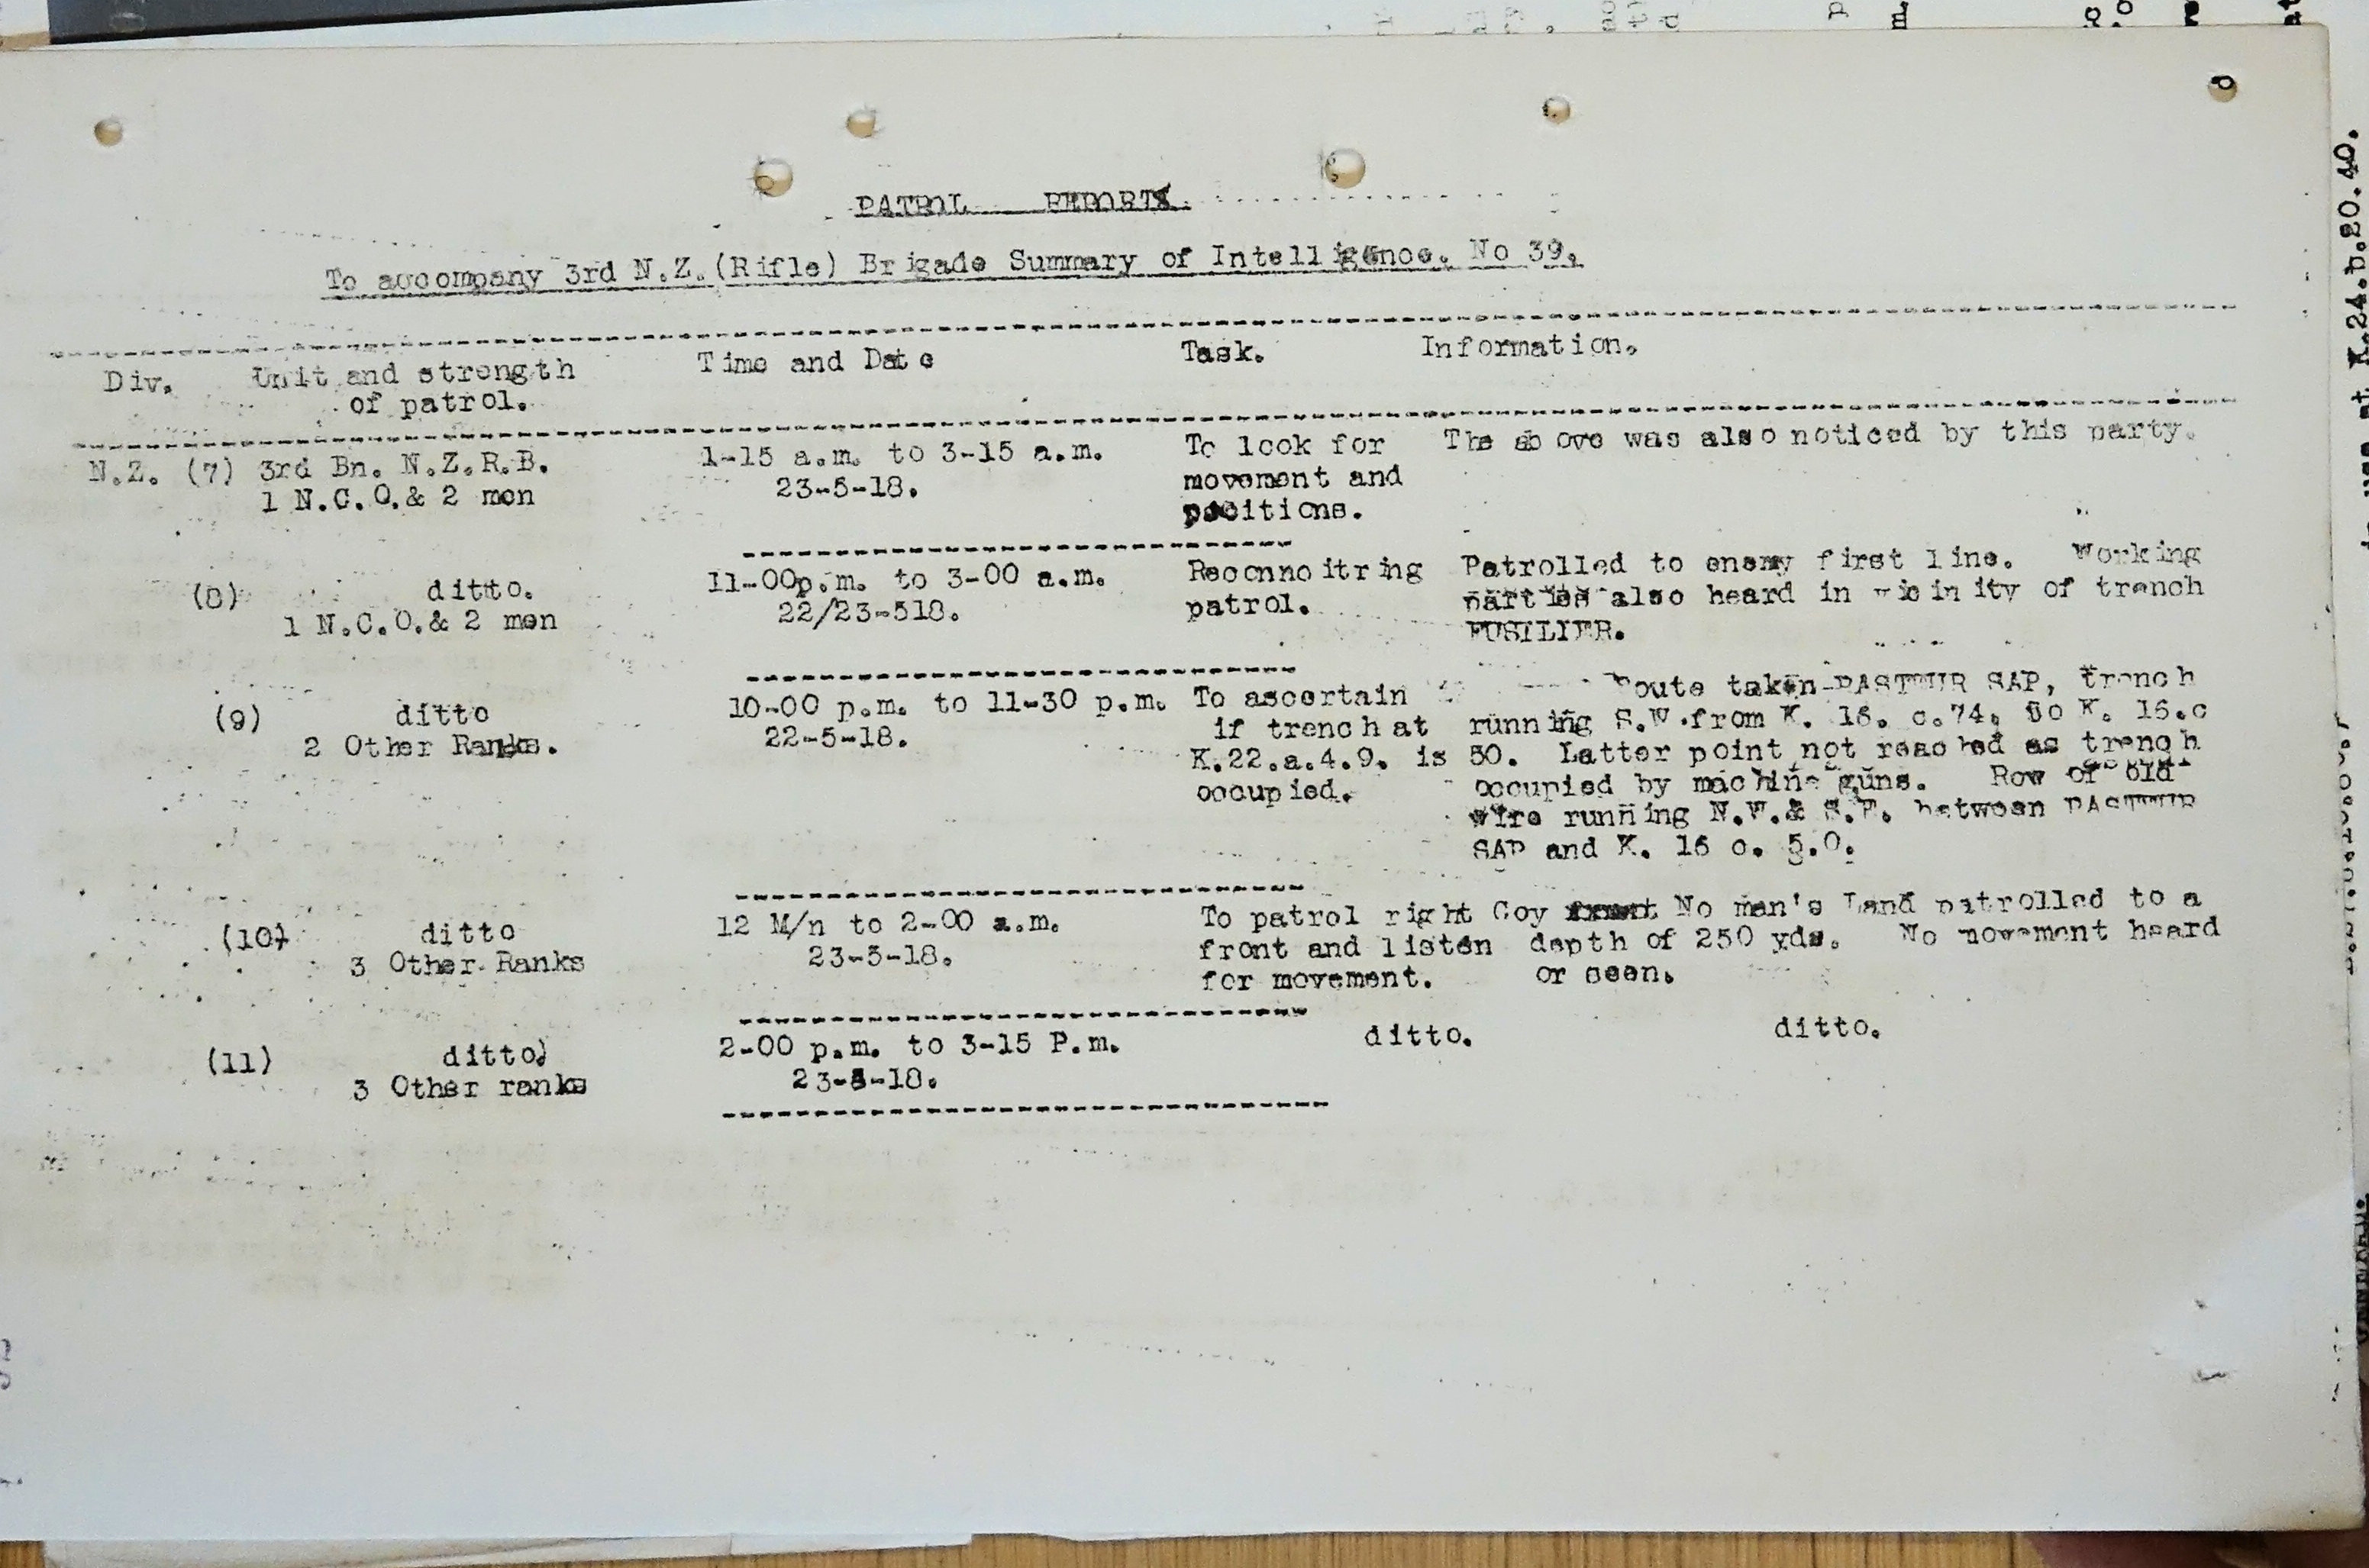 PATROL REPORTS.
To accompany 3rd N.Z.(Rifle) Brigade Summary of Intelligence. No 39.
Div. Unit and strength of patrol. Time and Date Task. Information.
N.Z. (7) 3rd Bn. N.Z.R.B. 1-15 a.m. to 3-15 a.m. To look for The above was also noticed by this party.
1 N.C.O.& 2 men 23-5-18. movement and
positions.
(8) ditto. 11-00p.m. to 3-00 a.m. Reconnoitring Patrolled to enemy first line. Working
1 N.C.O.& 2 men 22/23-518. patrol. parties also heard in vicinity of trench
FUSILIER.
(9) ditto 10-00 p.m. to 11-30 p.m. To ascertain Route taken PASTEUR SAP, trench
2 Other Ranks. 22-5-18. if trench at running S.W.from K. 16. c.74, to K. 16.c
K.22.a.4.9. is 50. Latter point not reached as trench
occupied. occupied by machine guns. Row of old
wire running N.W.& S.E. between PASTEUR
SAP and K. 16 c. 5.0.
(10) ditto 12 M/n to 2-00 a.m. To patrol right Coy No man's Land patrolled to a
3 Other Ranks 23-5-18. front and listen depth of 250 yds. No movement heard
for movement. or seen.
(11) ditto) 2-00 p.m. to 3-15 P.m. ditto. ditto.
3 Other ranks 23-5-18.
K.24.b.20.40.